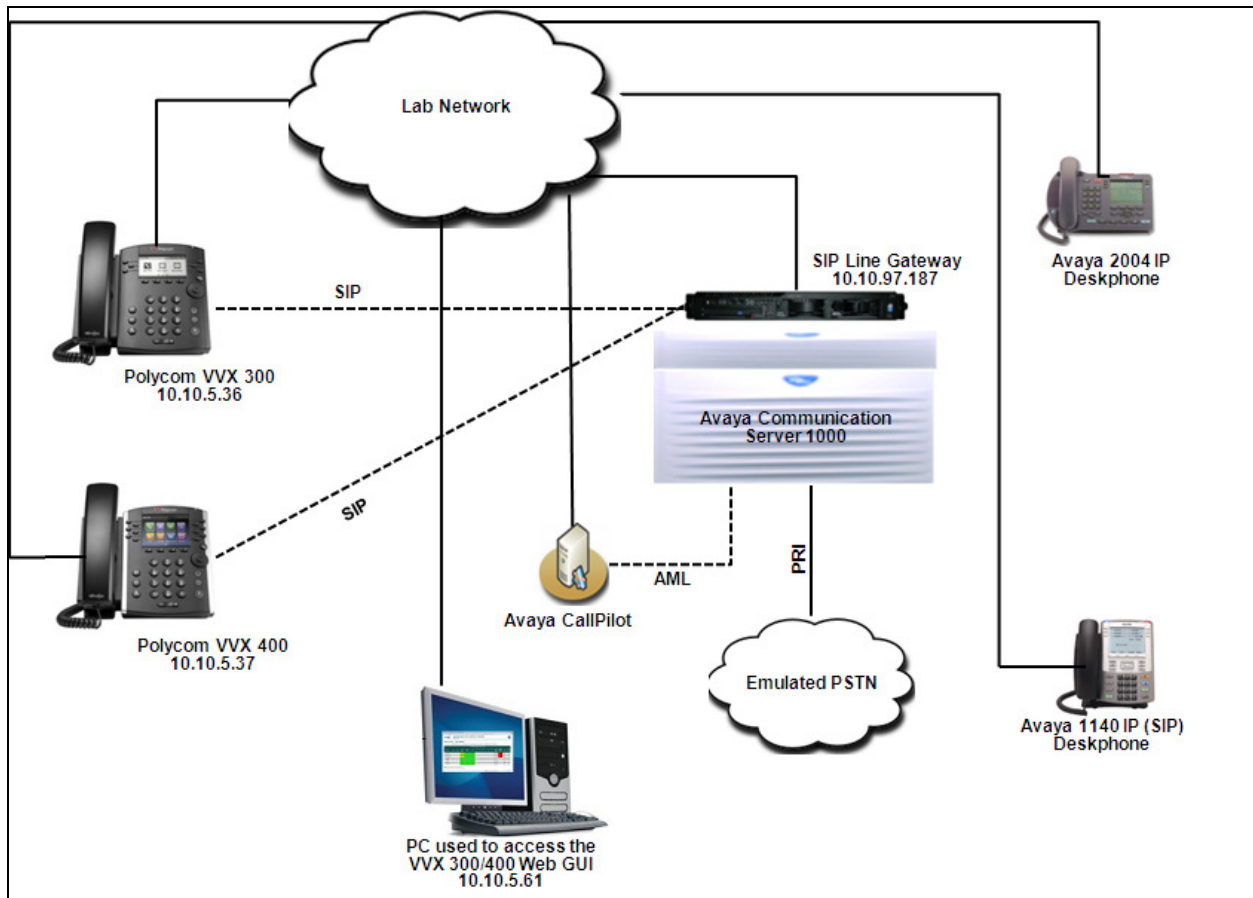 Lab Network
SIP Line Gateway
10.10.97.187
Avaya 2004 IP
Deskphone
SIP
Polycom VVX 300
10.10.5.36
Avaya Communication
Server 1000
SIP
AML
PRI
Avaya CallPilot
Polycom VVX 400
10.10.5.37
Emulated PSTN
Avaya 1140 IP (SIP)
Deskphone
PC used to access the
VVX 300/400 Web GUI
10.10.5.61